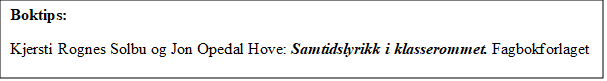 Boktips:
Kjersti Rognes Solbu og Jon Opedal Hove: Samtidslyrikk i klasserommet. Fagbokforlaget